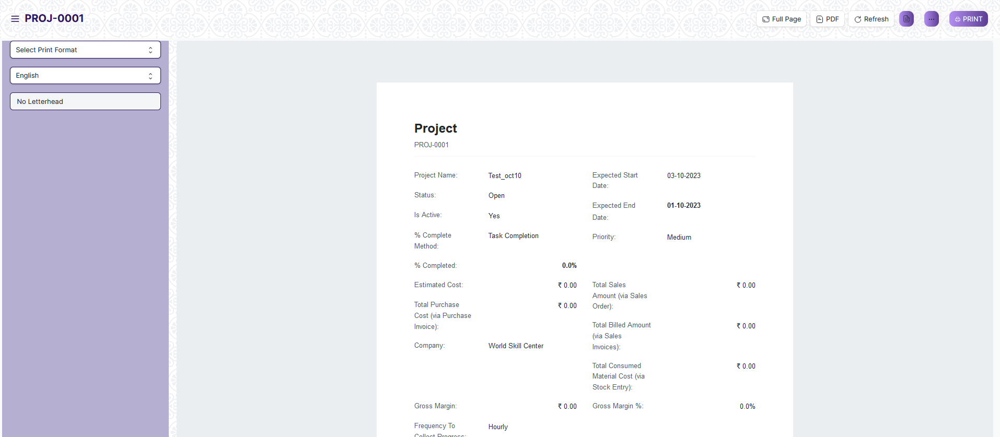 PROJ-0001
Full Page
PDF
Refresh
PRINT
Select Print Format
English
No Letterhead
Project
PROJ-0001
Project Name: Test_oct10
Status: Open
Is Active: Yes
% Complete
Method: Task Completion
% Completed: 0.0%
Expected Start
Date: 03-10-2023
Expected End
Date: 01-10-2023
Priority: Medium
Estimated Cost: ₹ 0.00
Total Purchase
Cost (via Purchase
Invoice): ₹ 0.00
Company: World Skill Center
Total Sales
Amount (via Sales
Order): ₹ 0.00
Total Billed Amount
(via Sales
Invoices): ₹ 0.00
Total Consumed
Material Cost (via
Stock Entry): ₹ 0.00
Gross Margin: ₹ 0.00
Gross Margin %: 0.0%
Frequency To
Collect Progress: Hourly